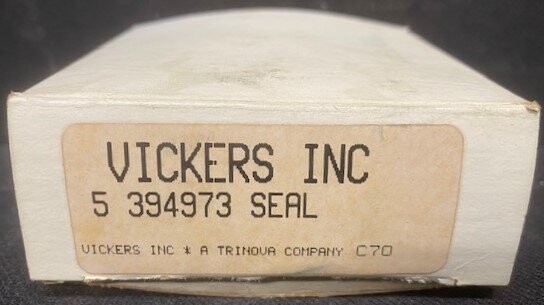 VICKERS INC
5 394973 SEAL
VICKERS INC * A TRINOVA COMPANY C70